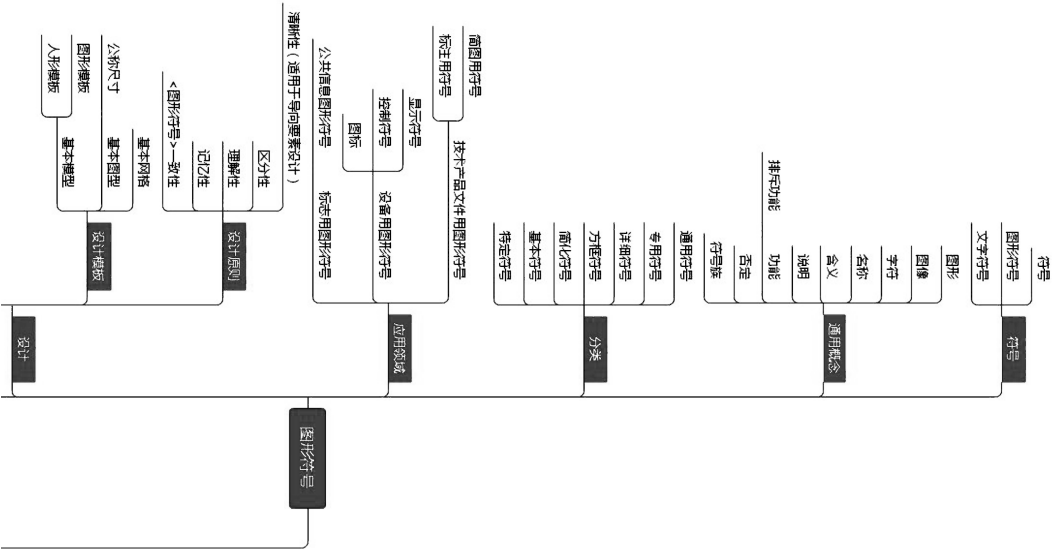 图形符号
符号
符号
图形符号
文字符号
通用概念
图形
图像
字符
名称
含义
说明
功能
排斥功能
否定
符号族
分类
通用符号
专用符号
详细符号
方框符号
简化符号
基本符号
特定符号
应用领域
技术产品文件用图形符号
简图用符号
标注用符号
设备用图形符号
显示符号
控制符号
图标
标志用图形符号
公共信息图形符号
设计
设计原则
清晰性(适用于导向要素设计)
区分性
理解性
记忆性
<图形符号>一致性
设计模板
基本网格
基本图型
公称尺寸
基本模型
图形模板
人形模板